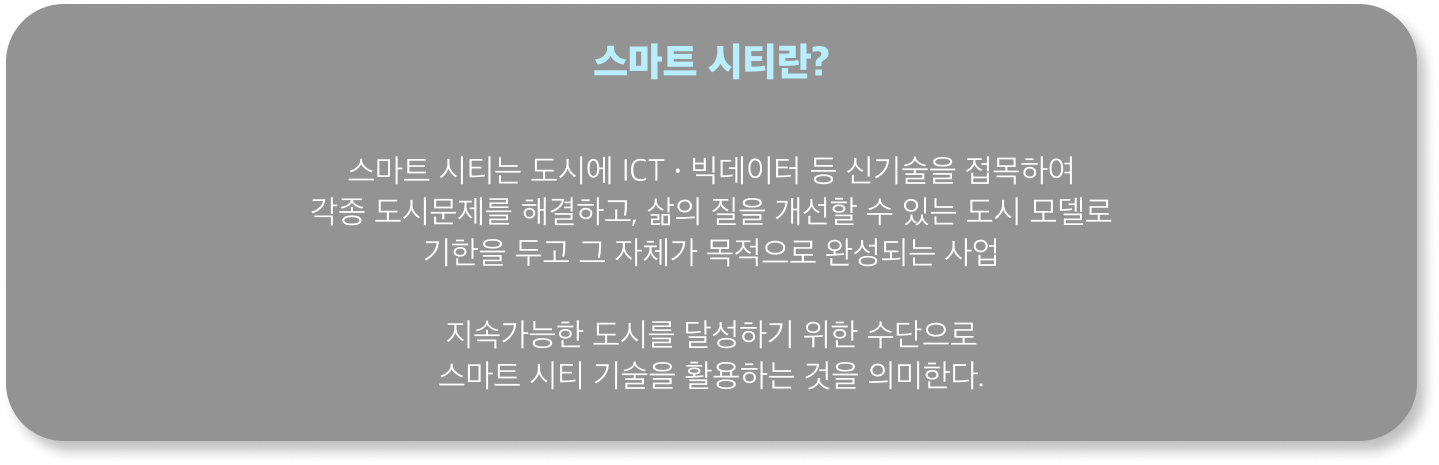 스마트 시티란?
스마트 시티는 도시에 ICT · 빅데이터 등 신기술을 접목하여
각종 도시문제를 해결하고, 삶의 질을 개선할 수 있는 도시 모델로
기한을 두고 그 자체가 목적으로 완성되는 사업
지속가능한 도시를 달성하기 위한 수단으로
스마트 시티 기술을 활용하는 것을 의미한다.